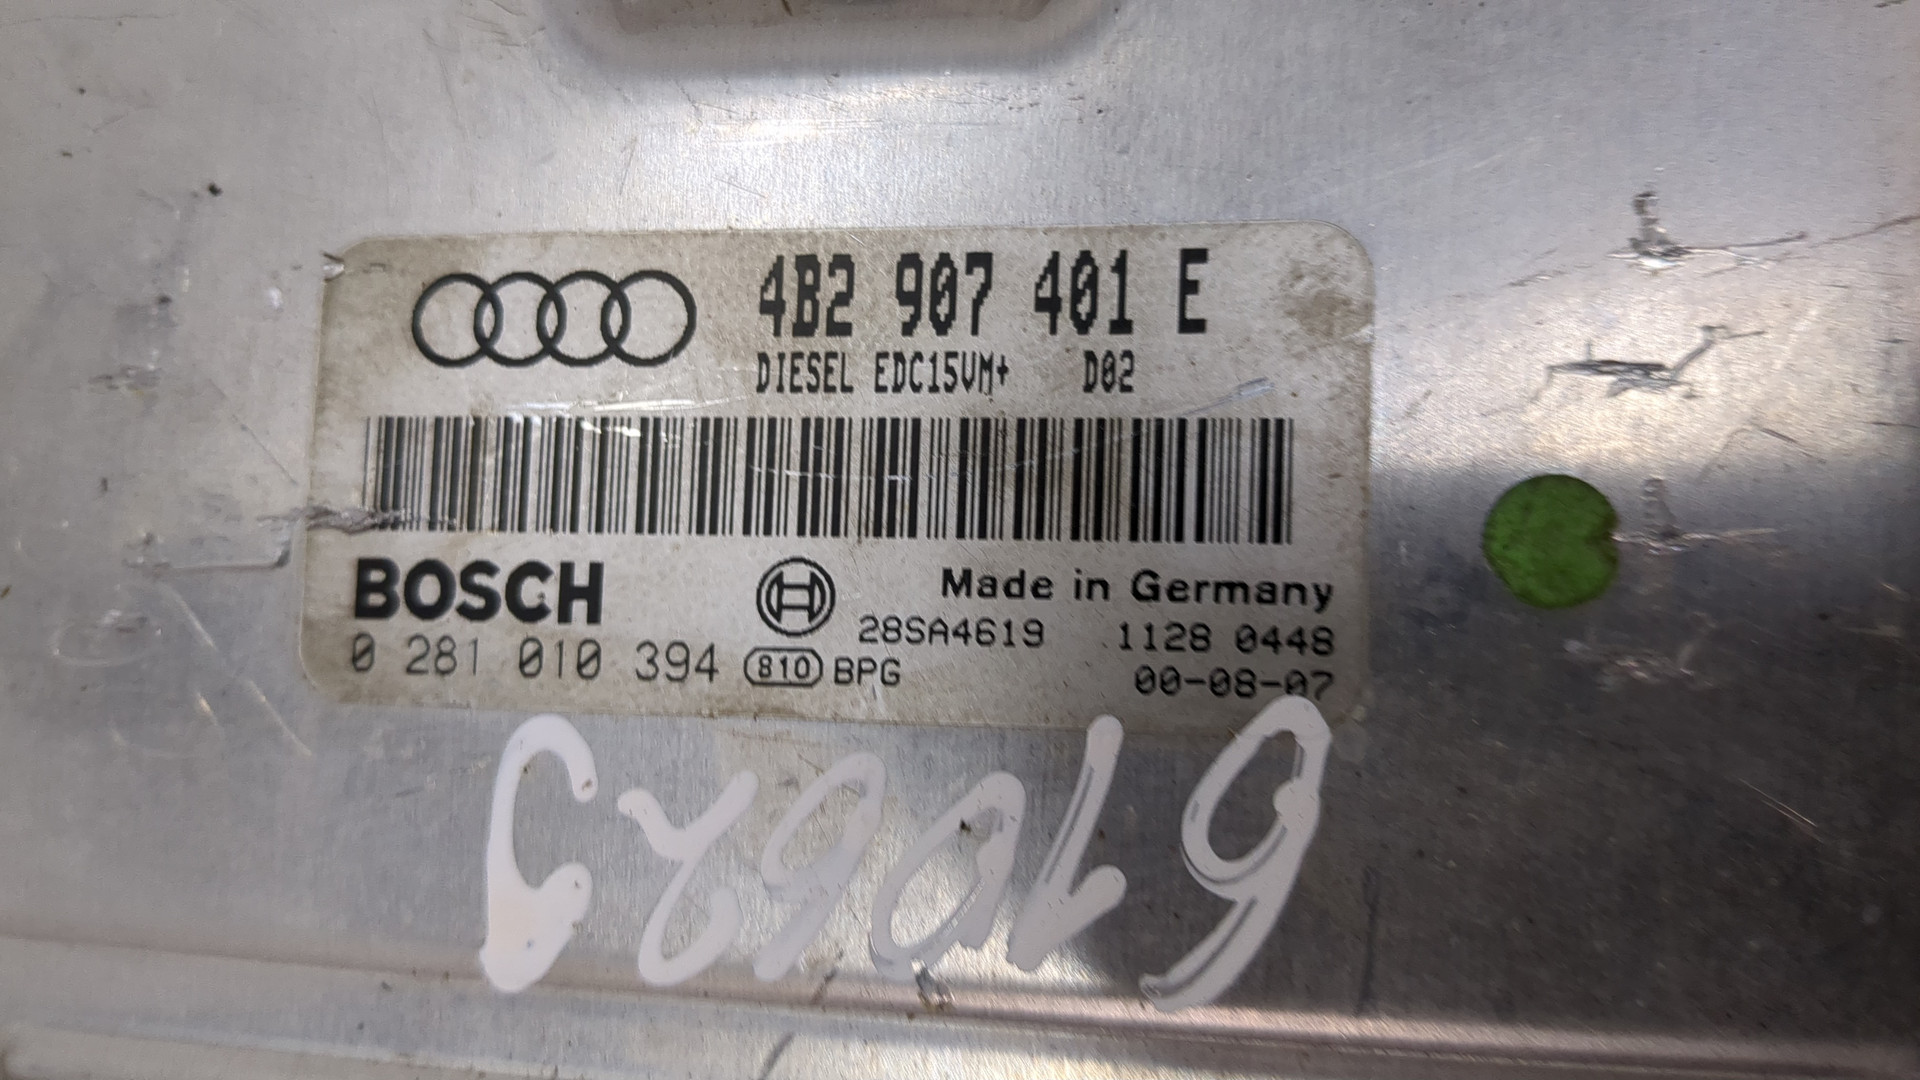 4B2 907 401 E
DIESEL EDC15VM+ D02
BOSCH
Made in Germany
28SA4619 1128 0448
0 281 010 394 810 BPG
00-08-07